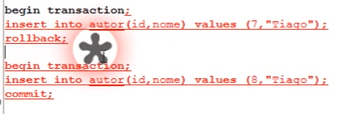 begin transaction;
insert into autor(id,nome) values (7,"Tiago");
rollback;
begin transaction;
insert into autor(id,nome) values (8,"Tiago");
commit;